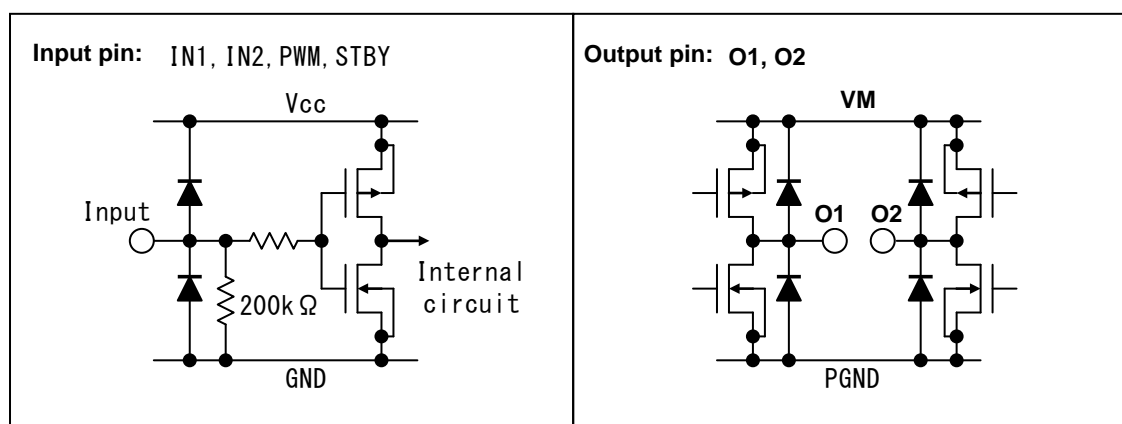 Input pin: IN1, IN2, PWM, STBY
Vcc
Input
200kΩ
Internal
circuit
GND
Output pin: O1, O2
VM
O1 O2
PGND